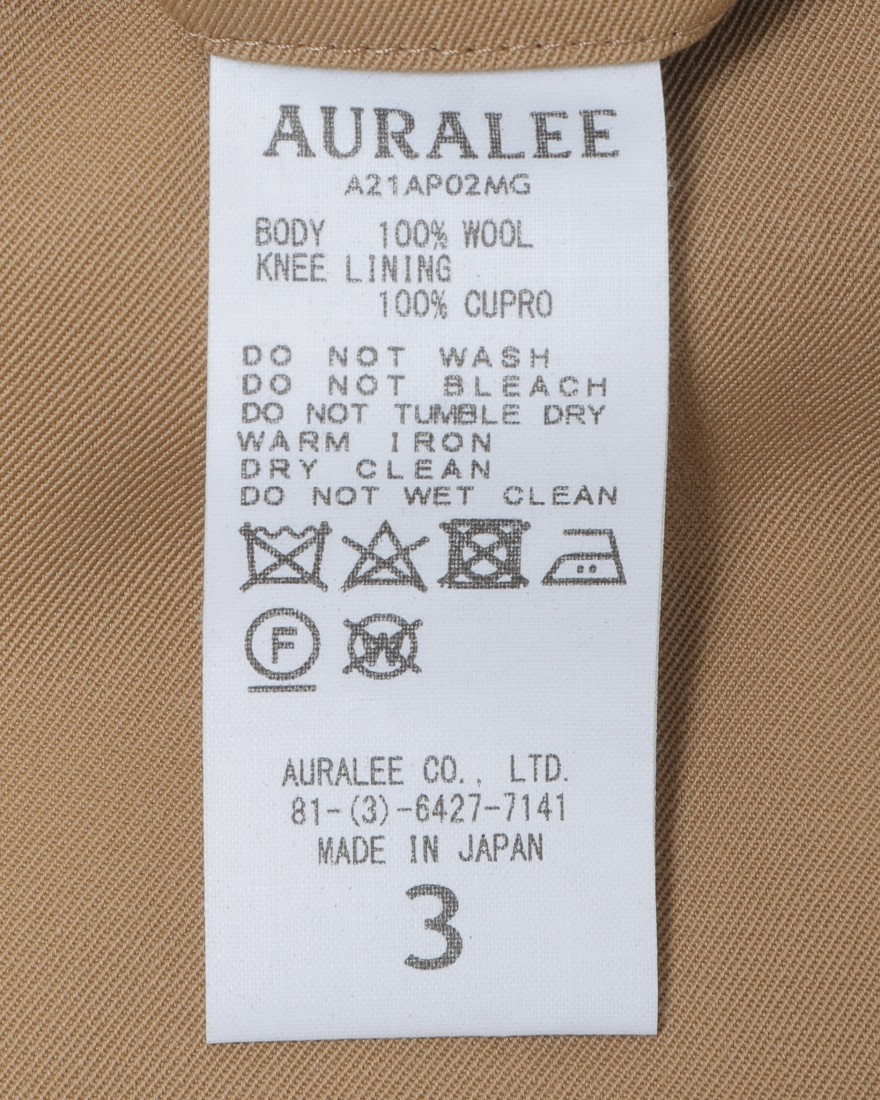 AURALEE
A21AP02MG
BODY 100% WOOL
KNEE LINING
100% CUPRO
DO NOT WASH
DO NOT BLEACH
DO NOT TUMBLE DRY
WARM IRON
DRY CLEAN
DO NOT WET CLEAN
F W
AURALEE CO., LTD.
81-(3)-6427-7141
MADE IN JAPAN
3